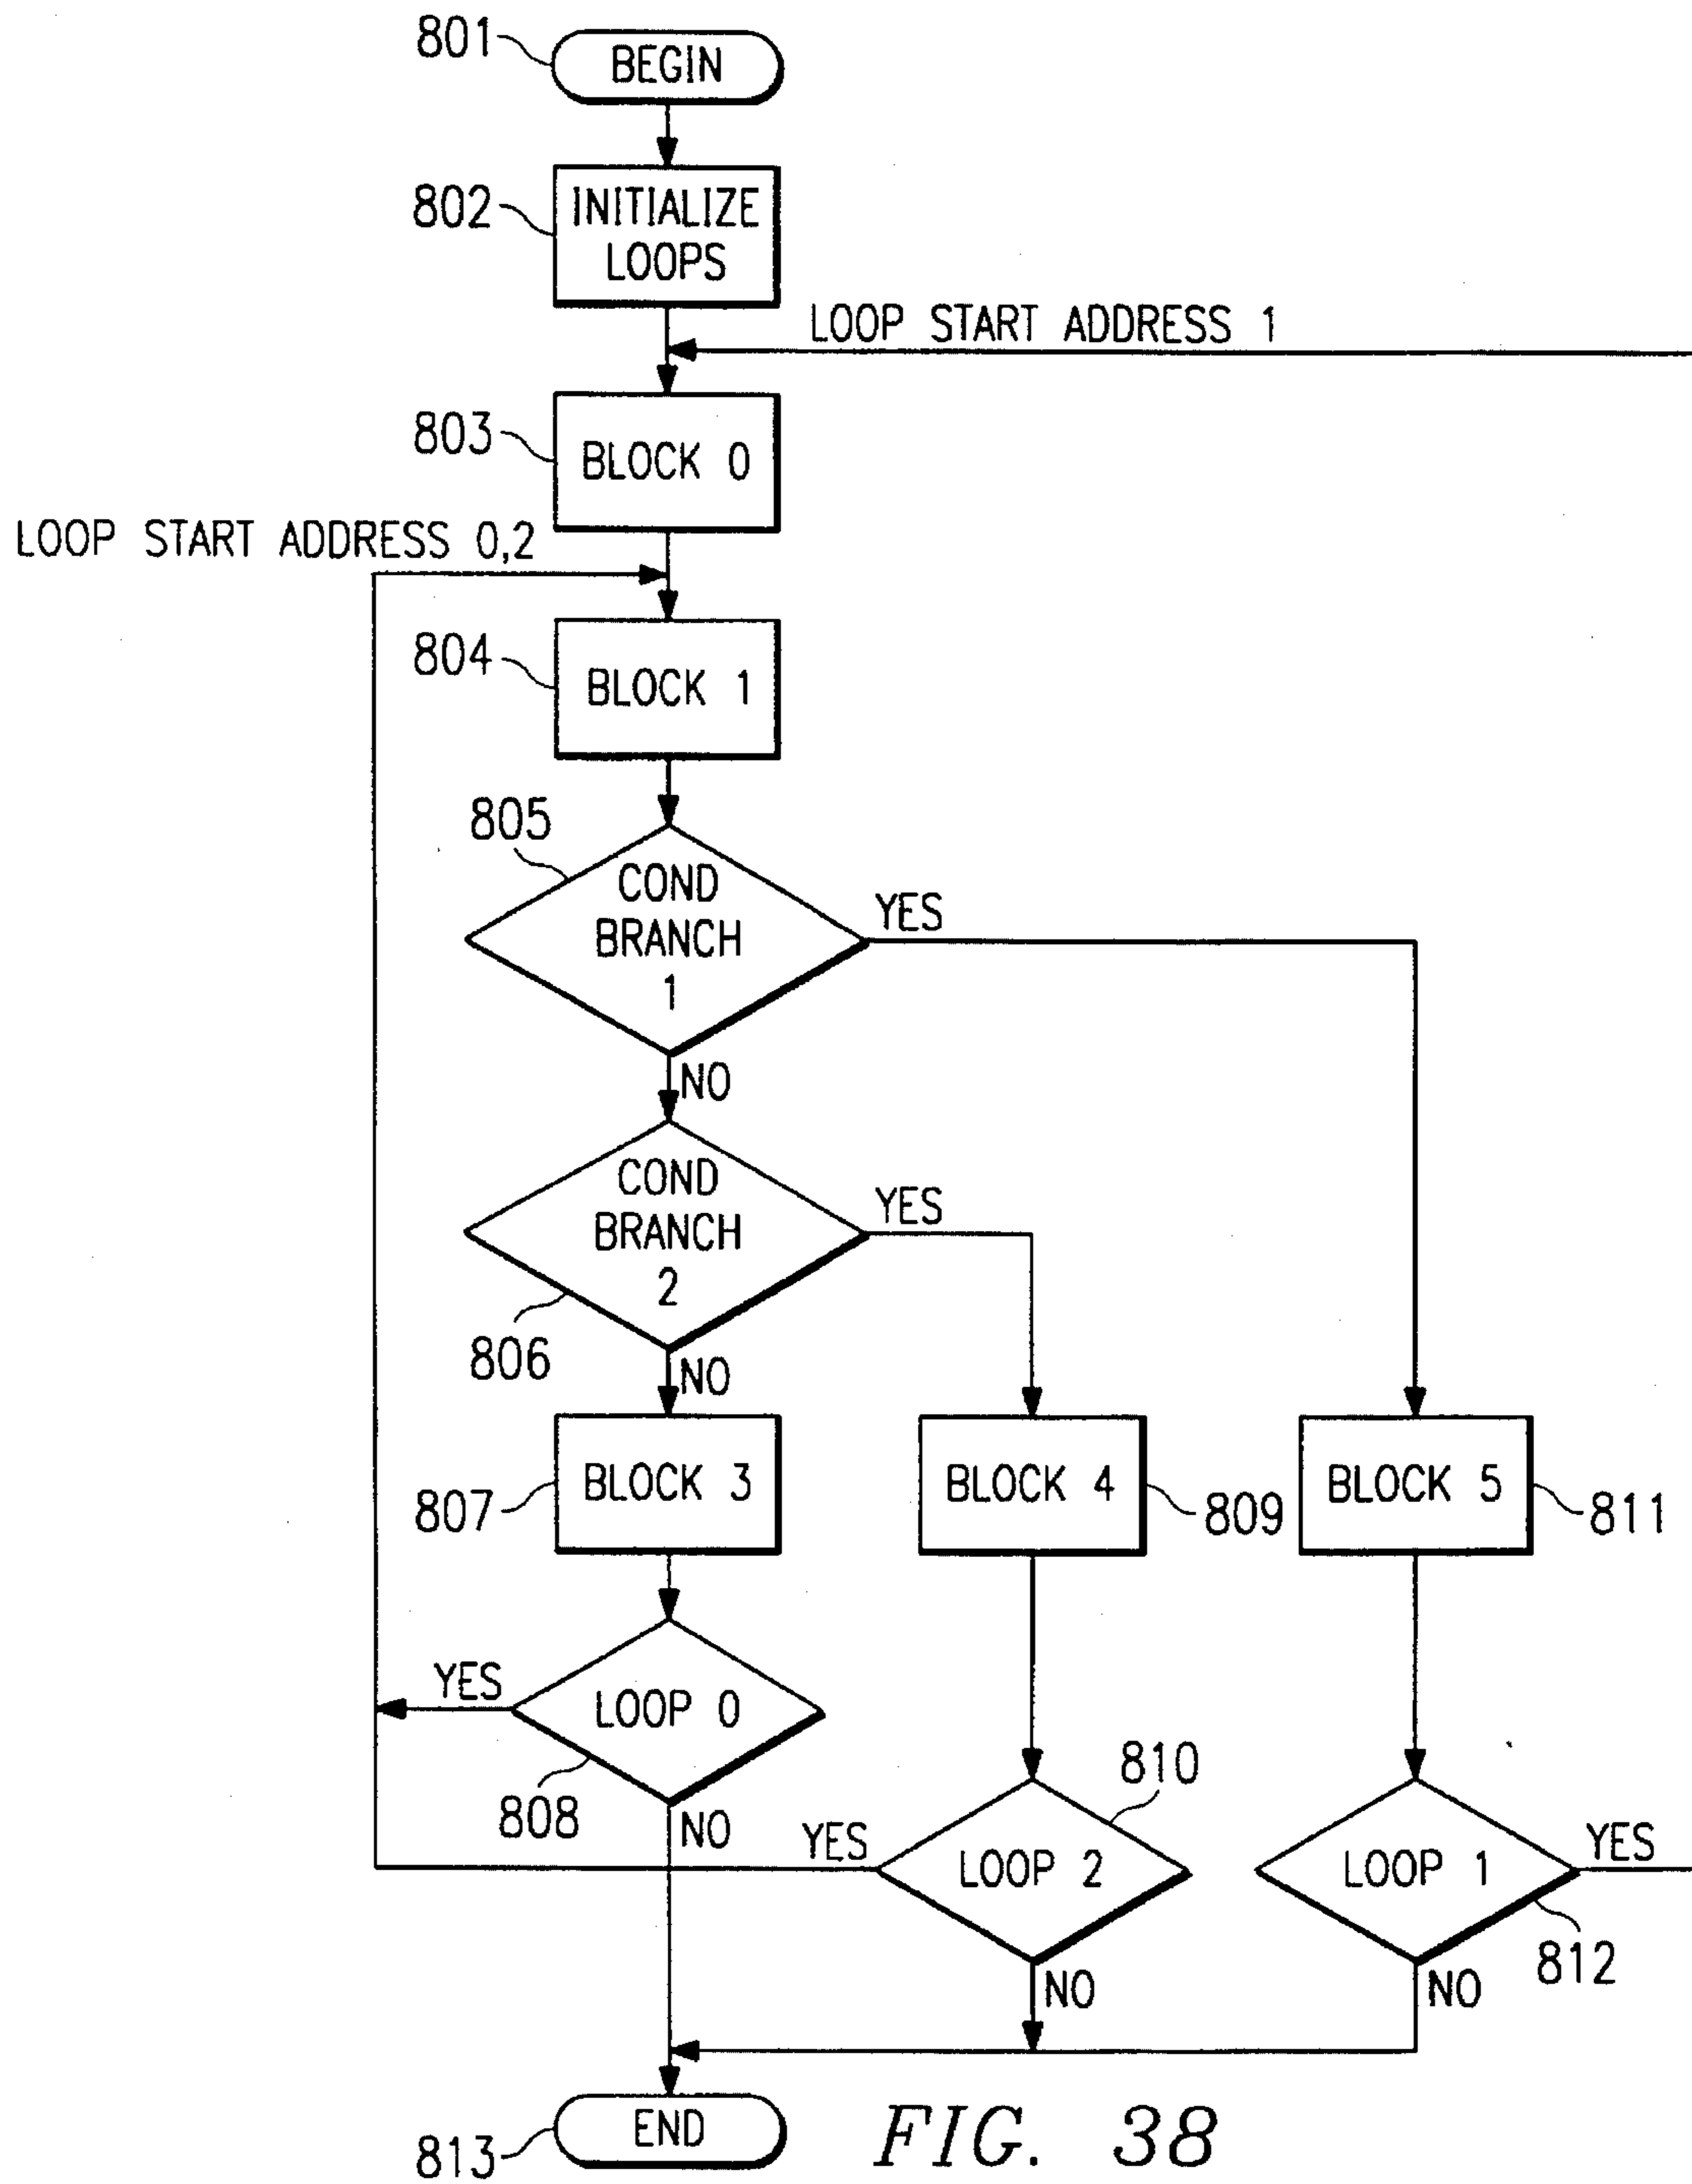 801
BEGIN
802
INITIALIZE
LOOPS
LOOP START ADDRESS 1
803
BLOCK 0
LOOP START ADDRESS 0,2
804
BLOCK 1
805
COND
BRANCH
1
YES
NO
COND
BRANCH
2
YES
806
NO
BLOCK 3
807
BLOCK 4
809
BLOCK 5
811
YES
LOOP 0
808
NO
810
YES
LOOP 2
NO
LOOP 1
YES
812
NO
END
813
FIG. 38